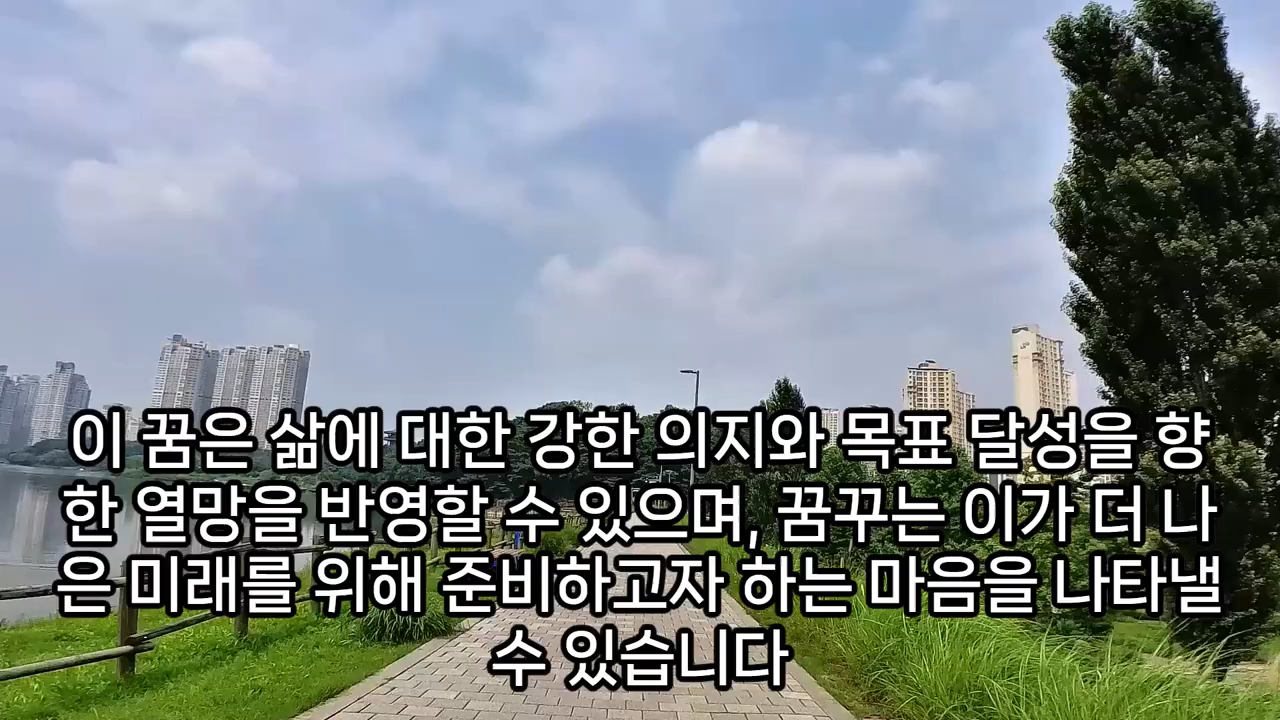 이 꿈은 삶에 대한 강한 의지와 목표 달성을 향
한 열망을 반영할 수 있으며, 꿈꾸는 이가 더 나
은 미래를 위해 준비하고자 하는 마음을 나타낼
수 있습니다